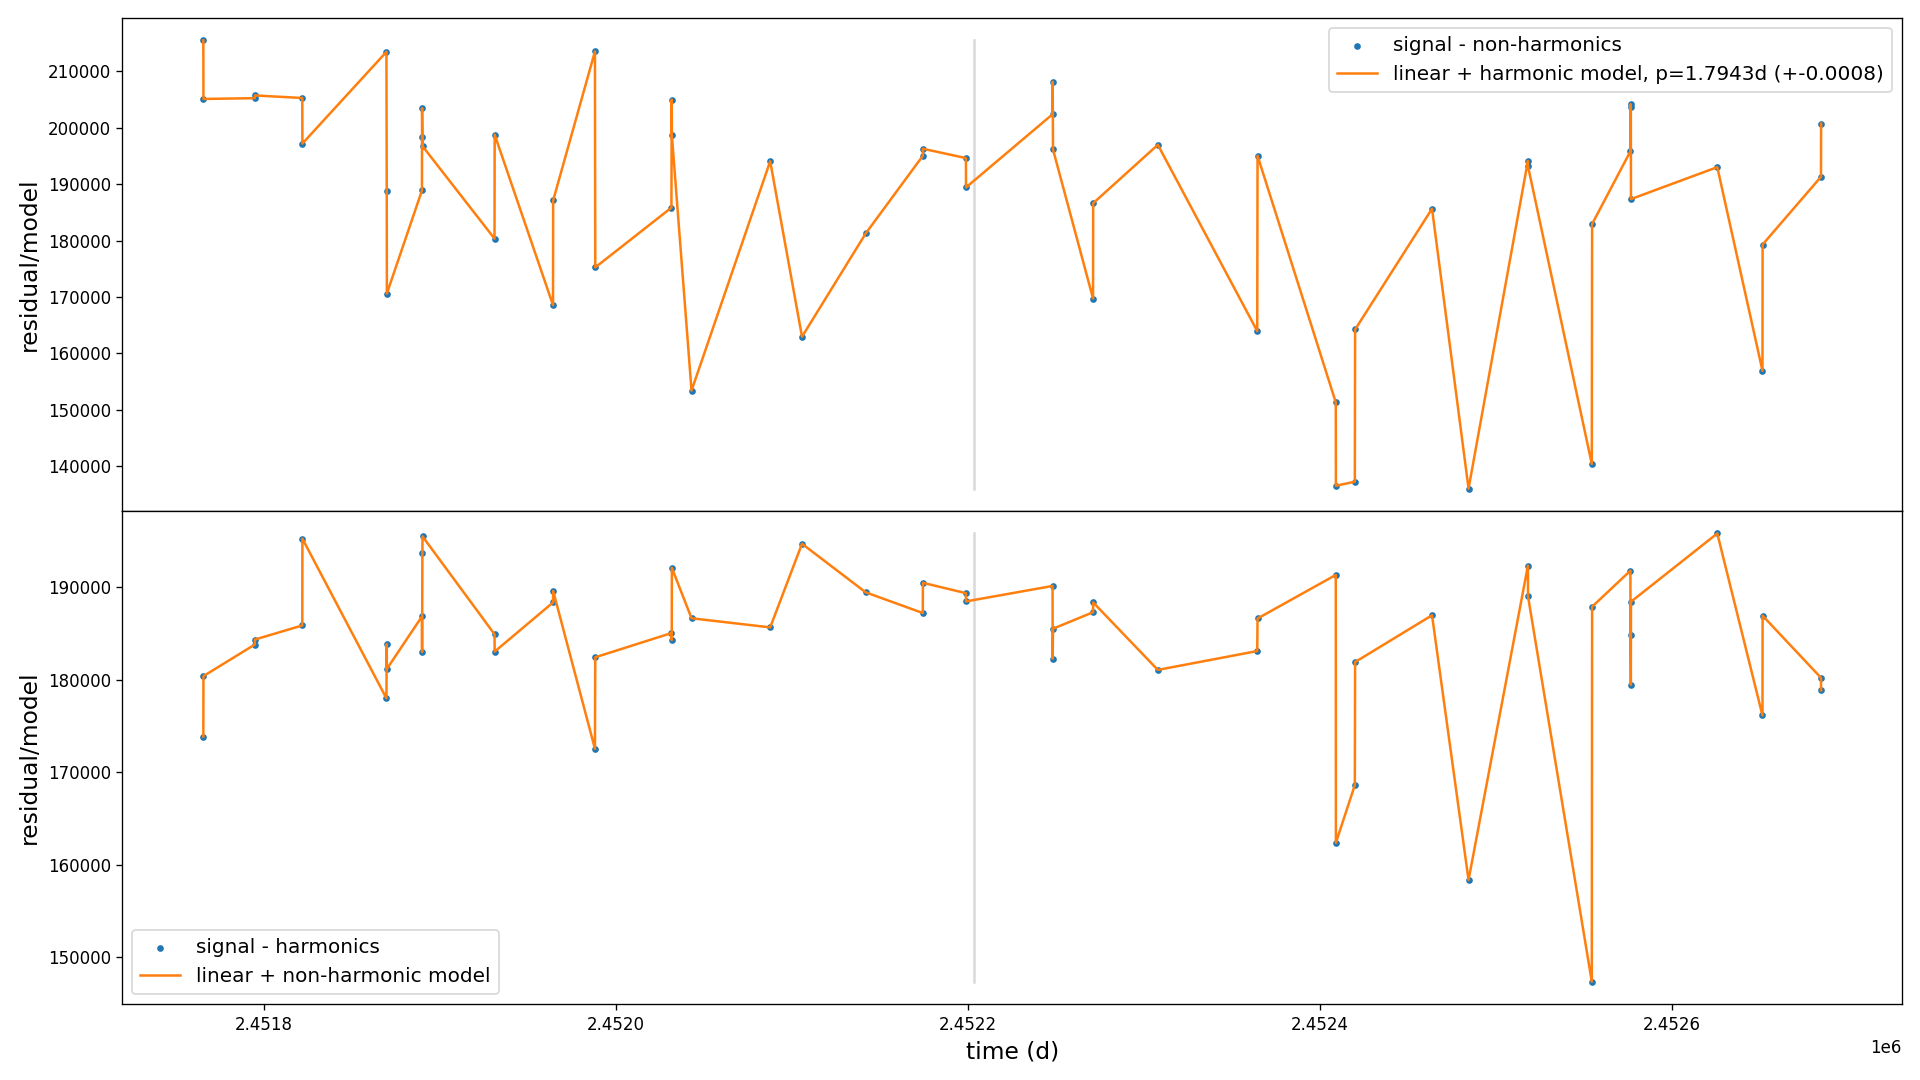 signal - non-harmonics
linear + harmonic model, p=1.7943d (+-0.0008)
residual/model
210000
200000
190000
180000
170000
160000
150000
140000
residual/model
190000
180000
170000
160000
150000
signal - harmonics
linear + non-harmonic model
2.4518
2.4520
2.4522
2.4524
2.4526
1e6
time (d)